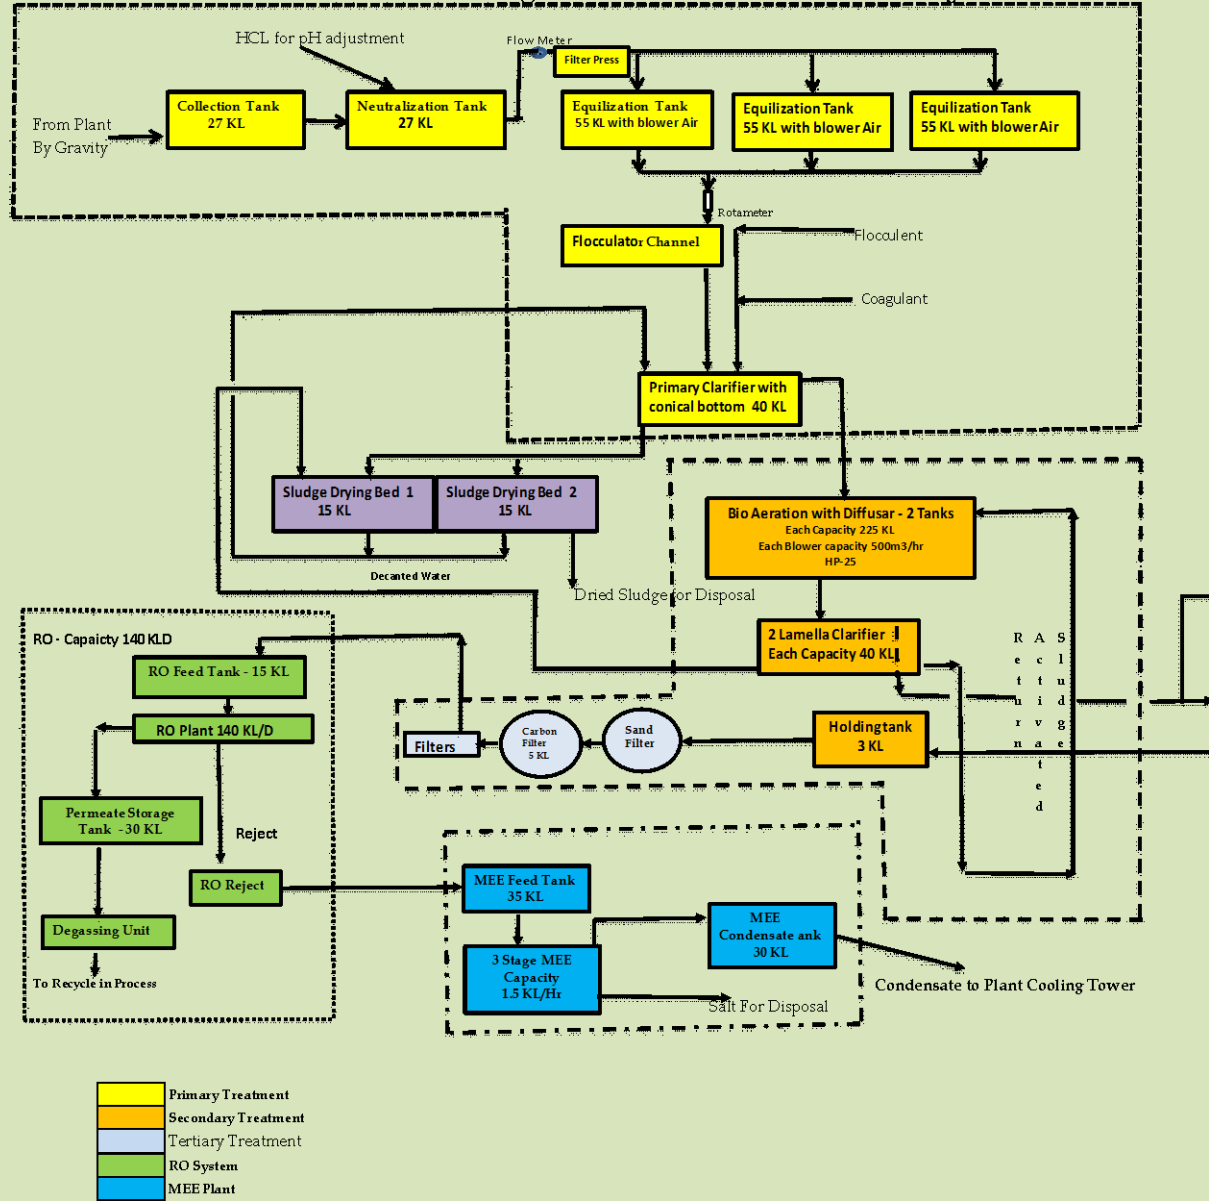 HCL for pH adjustment
Flow Meter
Filter Press
Collection Tank
27 KL
Neutralization Tank
27 KL
Equilization Tank
55 KL with blower Air
Equilization Tank
55 KL with blower Air
Equilization Tank
55 KL with blower Air
From Plant
By Gravity
Rotameter
Flocculator Channel
Flocculent
Coagulant
Primary Clarifier with
conical bottom 40 KL
Sludge Drying Bed 1
15 KL
Sludge Drying Bed 2
15 KL
Bio Aeration with Diffusar - 2 Tanks
Each Capacity 225 KL
Each Blower capacity 500m3/hr
HP-25
Decanted Water
Dried Sludge for Disposal
2 Lamella Clarifier
Each Capacity 40 KL
Return
Activated
Sludge
RO - Capaicty 140 KLD
RO Feed Tank - 15 KL
RO Plant 140 KL/D
Filters
Carbon
Filter
5 KL
Sand
Filter
Holding tank
3 KL
Permeate Storage
Tank - 30 KL
Reject
RO Reject
Degassing Unit
To Recycle in Process
MEE Feed Tank
35 KL
3 Stage MEE
Capacity
1.5 KL/Hr
MEE
Condensate ank
30 KL
Salt For Disposal
Condensate to Plant Cooling Tower
Primary Treatment
Secondary Treatment
Tertiary Treatment
RO System
MEE Plant